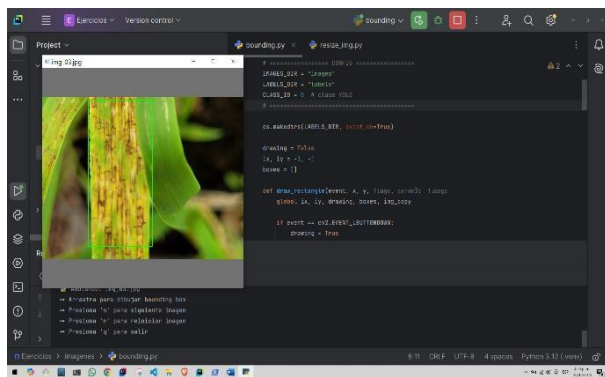 Ejercicios
Version control
bounding
Project
bounding.py
resize_img.py
img_03.jpg
# ================= CONFIG =================
IMAGES_DIR = "images"
LABELS_DIR = "labels"
CLASS_ID = 0 # clase YOLO
os.makedirs(LABELS_DIR, exist_ok=True)
drawing = False
ix, iy = -1, -1
boxes = []
def draw_rectangle(event, x, y, flags, param):
global ix, iy, drawing, boxes, img_copy
if event == cv2.EVENT_LBUTTONDOWN:
drawing = True
→ Arrastra para dibujar bounding box
→ Presiona 'n' para siguiente imagen
→ Presiona 'r' para reiniciar imagen
→ Presiona 'q' para salir
Ejercicios > Imagenes > bounding.py
8:11 CRLF UTF-8 4 spaces Python 3.12 (.venv)